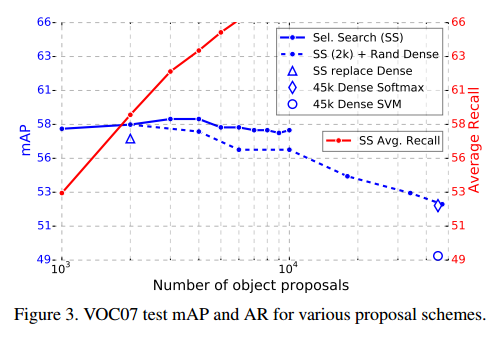 66
63
61
58
56
53
51
49
mAP
66
63
61
58
56
53
51
49
Average Recall
Sel. Search (SS)
SS (2k) + Rand Dense
SS replace Dense
45k Dense Softmax
45k Dense SVM
SS Avg. Recall
10³ 10⁴
Number of object proposals
Figure 3. VOC07 test mAP and AR for various proposal schemes.